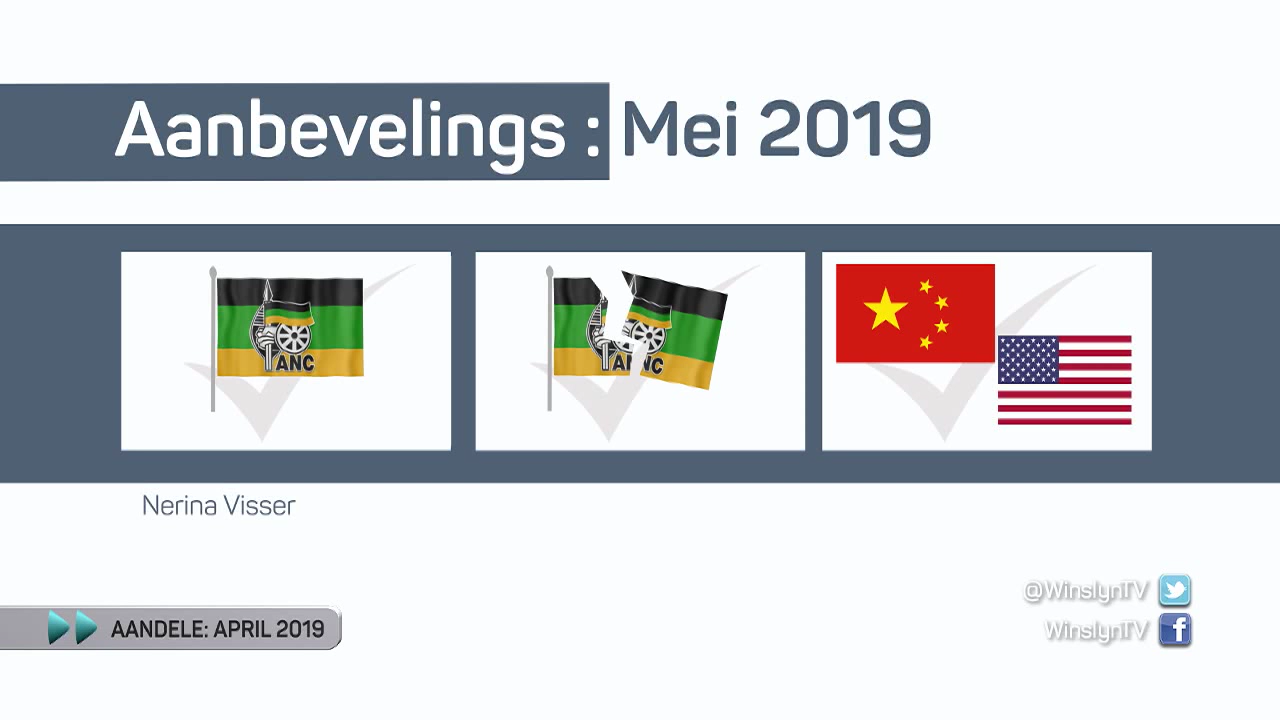 Aanbevelings : Mei 2019
ANC
ANC
Nerina Visser
@WinslynTV
WinslynTV
AANDELE: APRIL 2019